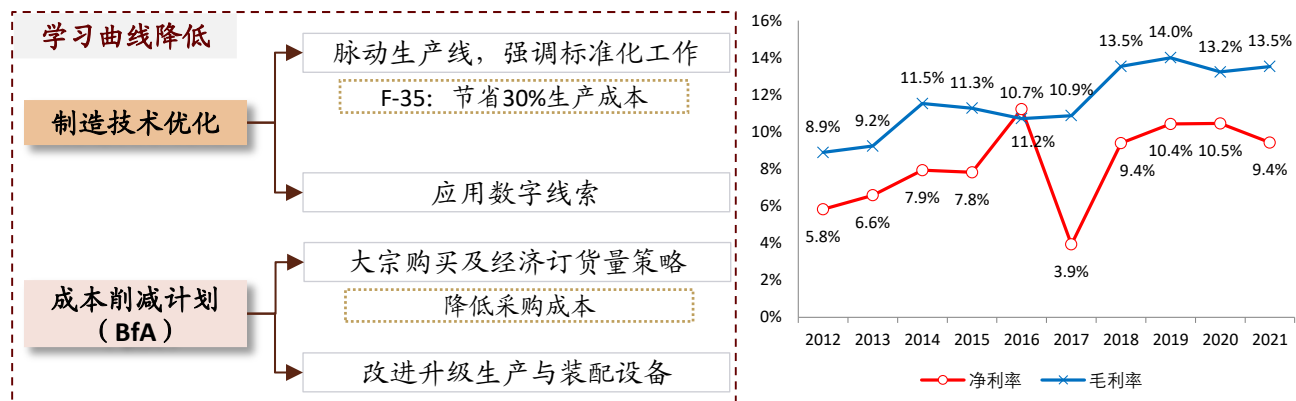 学习曲线降低
制造技术优化
脉动生产线，强调标准化工作
F-35：节省30%生产成本
应用数字线索
成本削减计划
（BfA）
大宗购买及经济订货量策略
降低采购成本
改进升级生产与装配设备
16%
14%
12%
10%
8%
6%
4%
2%
0%
8.9%
9.2%
11.5%
11.3%
10.7%
10.9%
13.5%
14.0%
13.2%
13.5%
5.8%
6.6%
7.9%
7.8%
11.2%
3.9%
9.4%
10.4%
10.5%
9.4%
2012 2013 2014 2015 2016 2017 2018 2019 2020 2021
净利率 毛利率